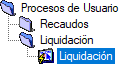 Procesos de Usuario
Recaudos
Liquidación
Liquidación